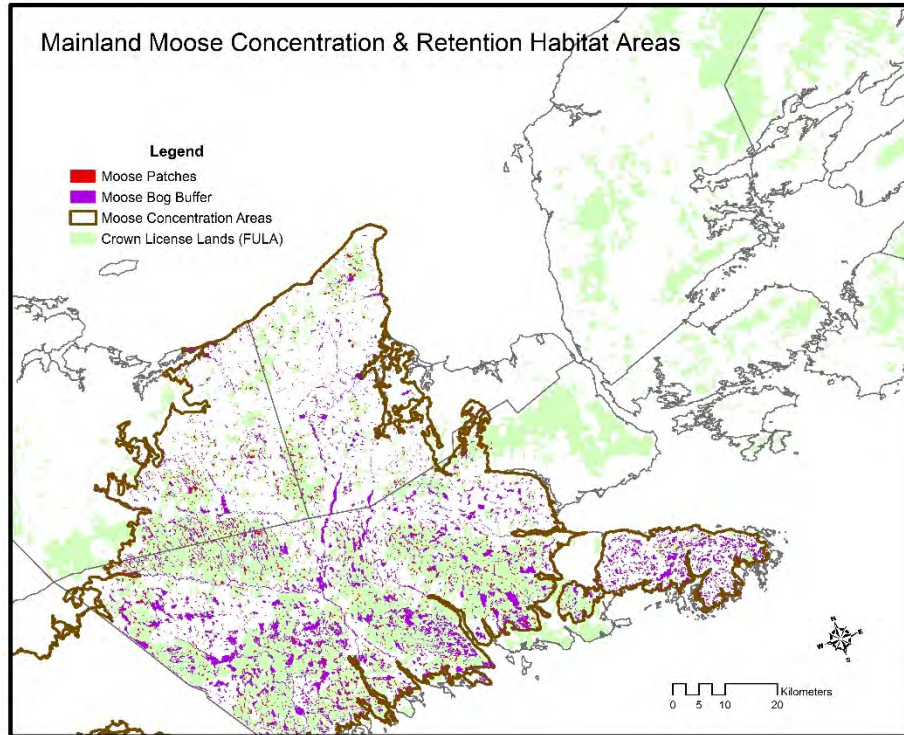 Mainland Moose Concentration & Retention Habitat Areas
Legend
Moose Patches
Moose Bog Buffer
Moose Concentration Areas
Crown License Lands (FULA)
N
W E
S
Kilometers
0 5 10 20